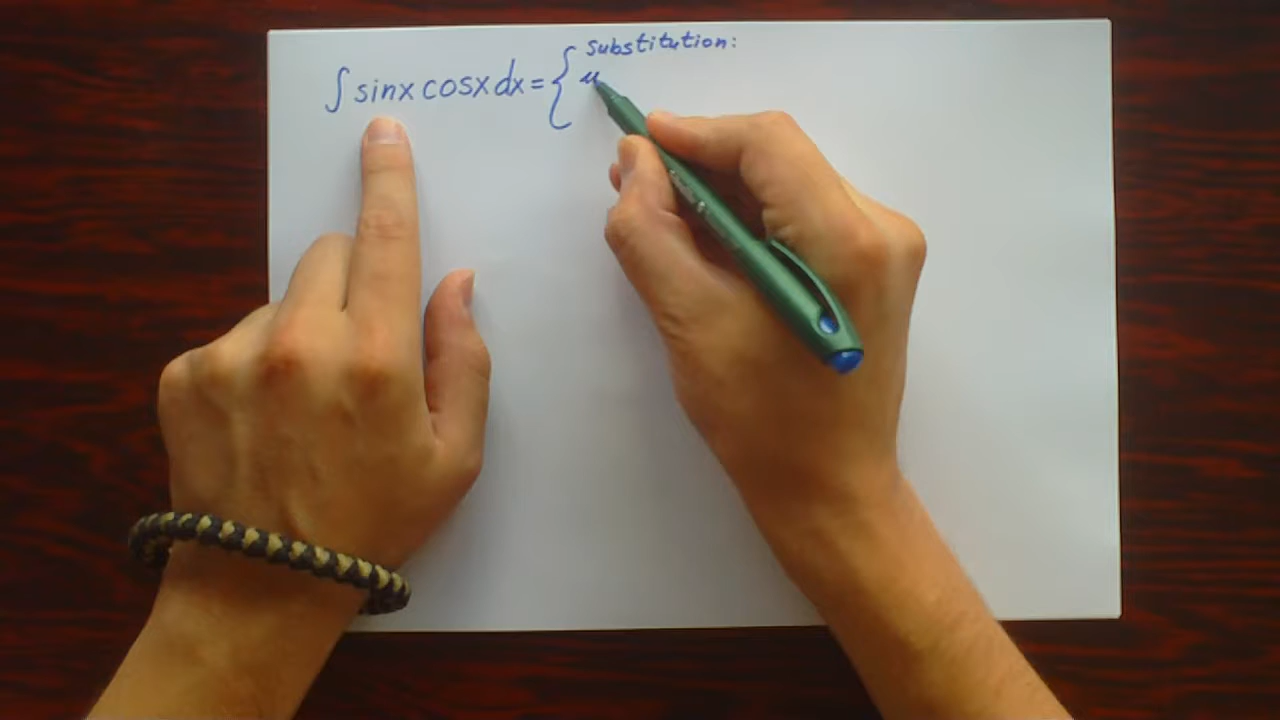 Substitution:
∫ sinx cosx dx = { u